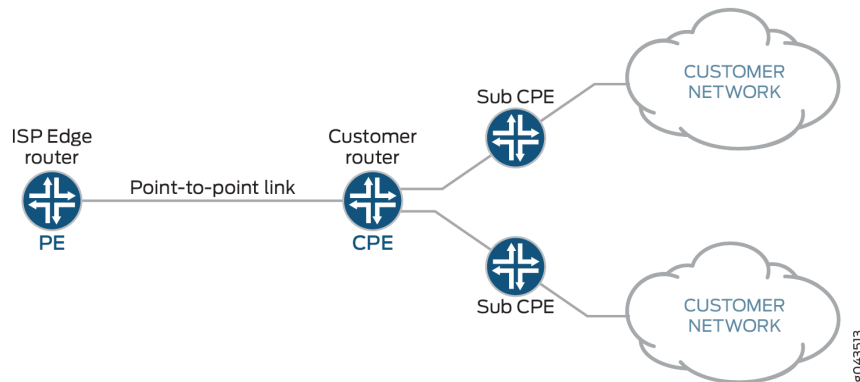 ISP Edge
router
PE
Point-to-point link
Customer
router
CPE
Sub CPE
CUSTOMER
NETWORK
Sub CPE
CUSTOMER
NETWORK
g043513